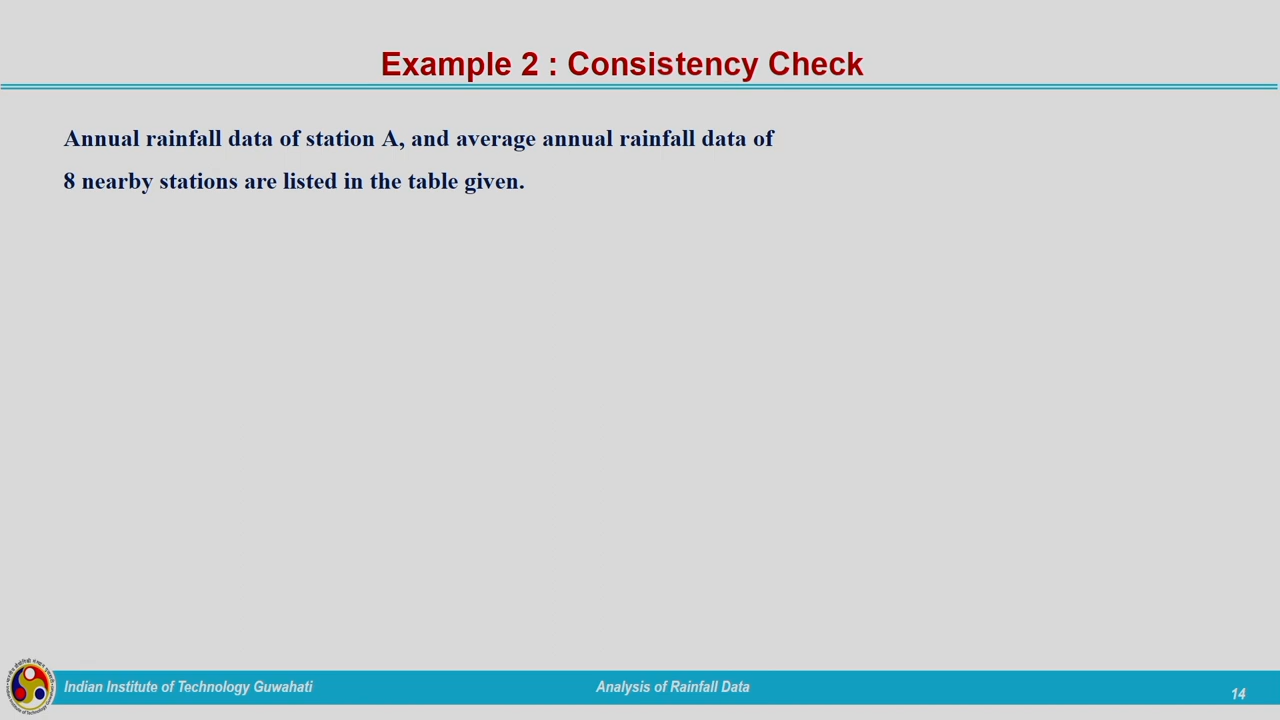 Example 2 : Consistency Check
Annual rainfall data of station A, and average annual rainfall data of
8 nearby stations are listed in the table given.
Indian Institute of Technology Guwahati
Analysis of Rainfall Data
14